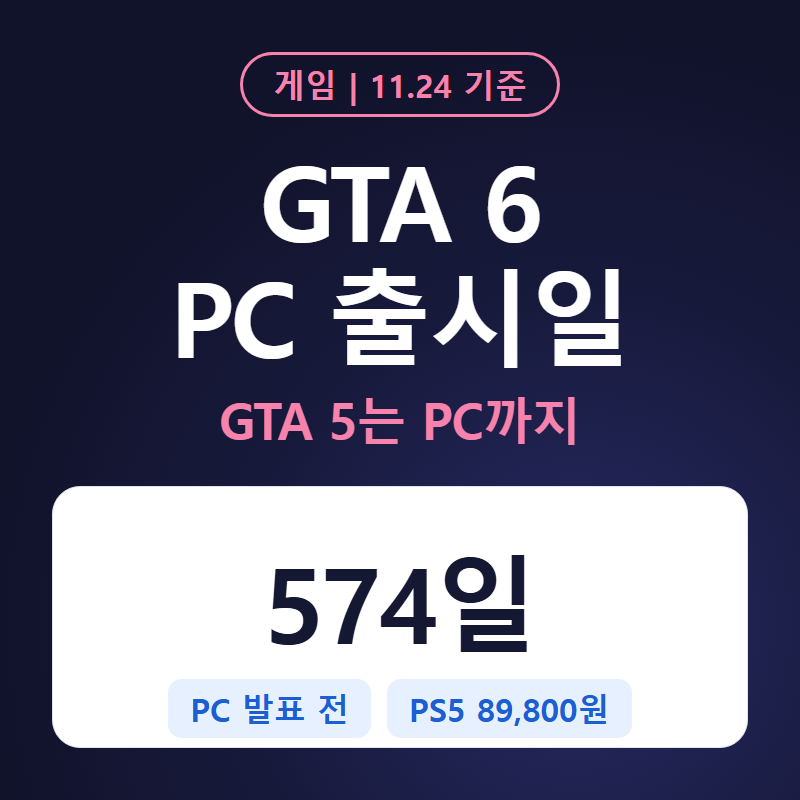 게임 | 11.24 기준
GTA 6
PC 출시일
GTA 5는 PC까지
574일
PC 발표 전 PS5 89,800원